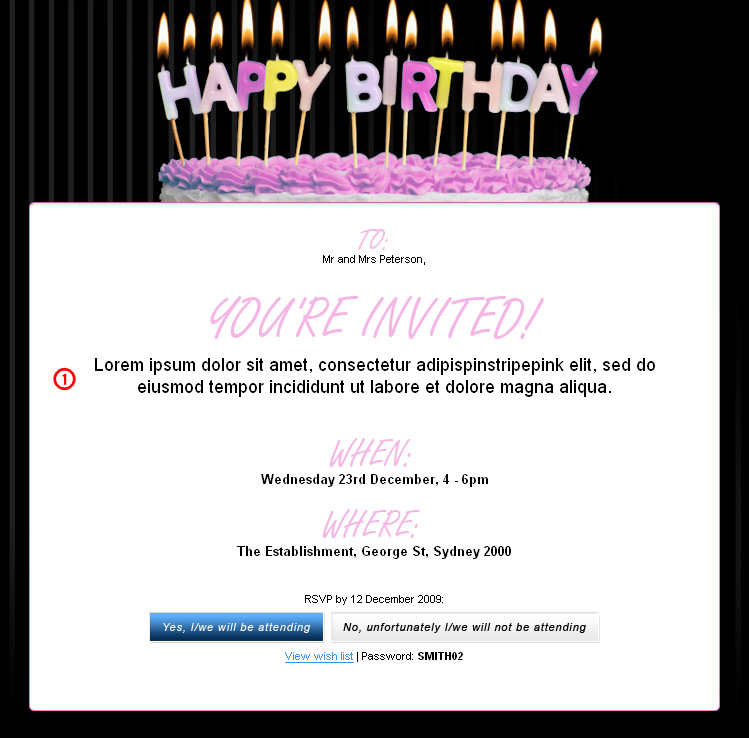 HAPPY BIRTHDAY
TO:
Mr and Mrs Peterson,
YOU'RE INVITED!
Lorem ipsum dolor sit amet, consectetur adipispinstripepink elit, sed do
1
eiusmod tempor incididunt ut labore et dolore magna aliqua.
WHEN:
Wednesday 23rd December, 4 - 6pm
WHERE:
The Establishment, George St, Sydney 2000
RSVP by 12 December 2009:
Yes, I/we will be attending No, unfortunately I/we will not be attending
View wish list | Password: SMITH02